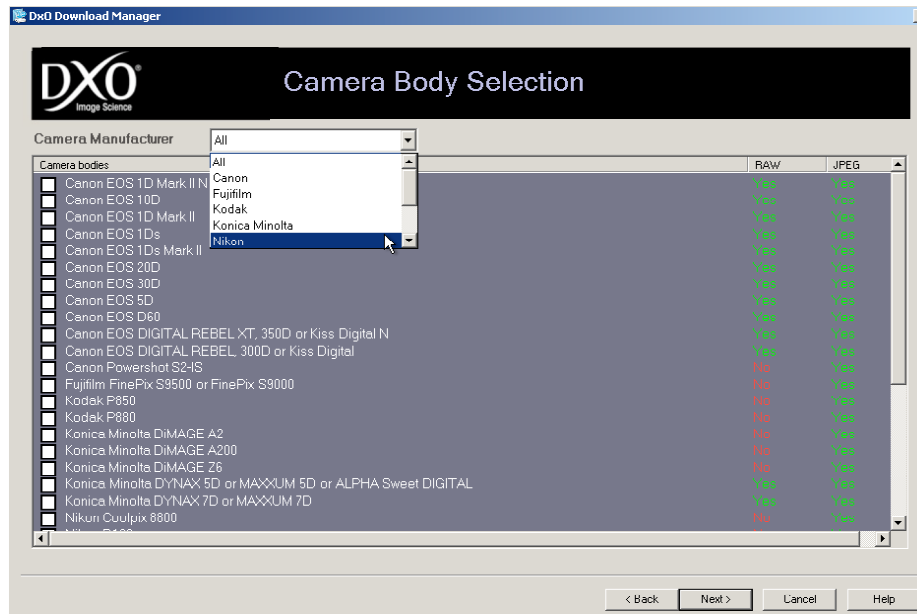 DxO Download Manager
DXO
Image Science
Camera Body Selection
Camera Manufacturer All
All
Canon
Fujifilm
Kodak
Konica Minolta
Nikon
Camera bodies RAW JPEG
Canon EOS 1D Mark II N Yes Yes
Canon EOS 10D Yes Yes
Canon EOS 1D Mark II Yes Yes
Canon EOS 1Ds Yes Yes
Canon EOS 1Ds Mark II Yes Yes
Canon EOS 20D Yes Yes
Canon EOS 30D Yes Yes
Canon EOS 5D Yes Yes
Canon EOS D60 Yes Yes
Canon EOS DIGITAL REBEL XT, 350D or Kiss Digital N Yes Yes
Canon EOS DIGITAL REBEL, 300D or Kiss Digital Yes Yes
Canon Powershot S2-IS No Yes
Fujifilm FinePix S9500 or FinePix S9000 No Yes
Kodak P850 No Yes
Kodak P880 No Yes
Konica Minolta DiMAGE A2 No Yes
Konica Minolta DiMAGE A200 No Yes
Konica Minolta DiMAGE Z6 No Yes
Konica Minolta DYNAX 5D or MAXXUM 5D or ALPHA Sweet DIGITAL Yes Yes
Konica Minolta DYNAX 7D or MAXXUM 7D Yes Yes
Nikon Coolpix 8800 No Yes
< Back Next > Cancel Help